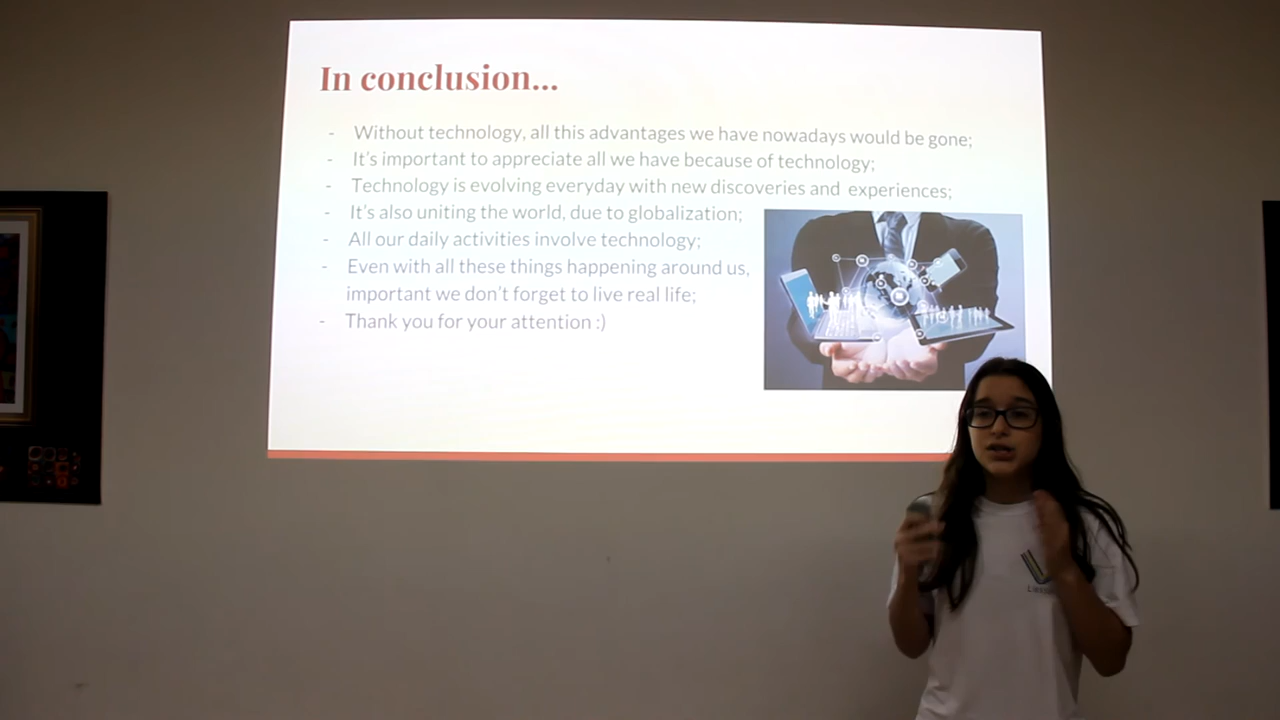 In conclusion...
- Without technology, all this advantages we have nowadays would be gone;
- It's important to appreciate all we have because of technology;
- Technology is evolving everyday with new discoveries and experiences;
- It's also uniting the world, due to globalization;
- All our daily activities involve technology;
- Even with all these things happening around us,
important we don't forget to live real life;
- Thank you for your attention :)